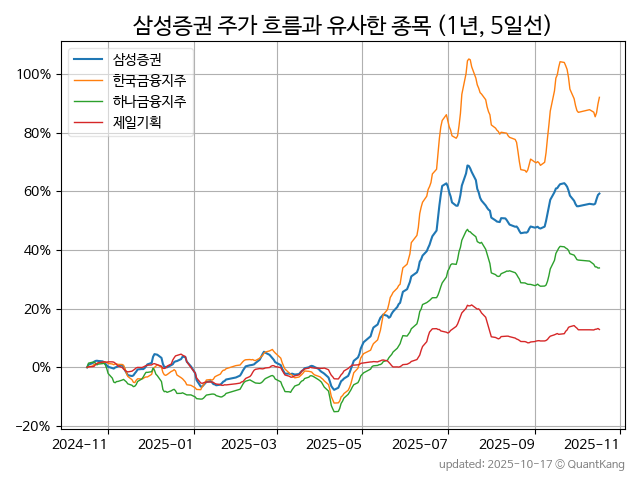 삼성증권 주가 흐름과 유사한 종목 (1년, 5일선)
삼성증권
한국금융지주
하나금융지주
제일기획
100%
80%
60%
40%
20%
0%
-20%
2024-11
2025-01
2025-03
2025-05
2025-07
2025-09
2025-11
updated: 2025-10-17 © QuantKang